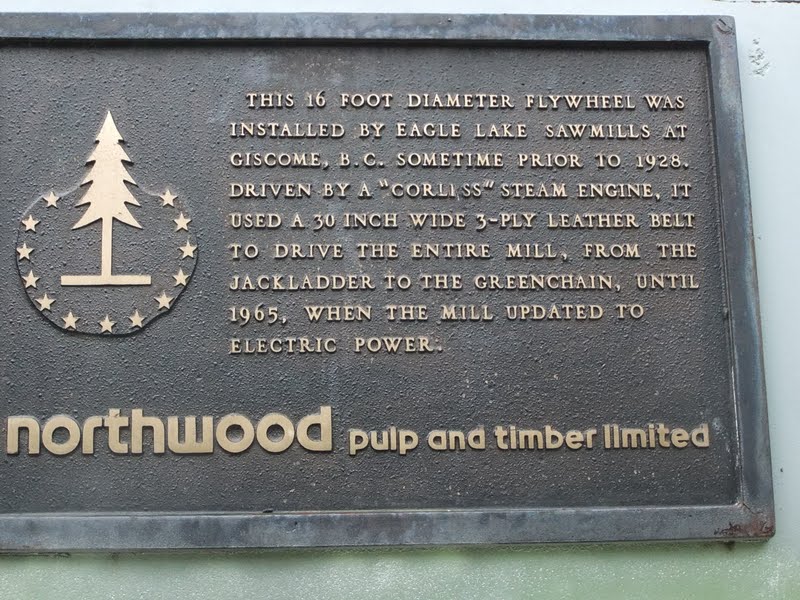 THIS 16 FOOT DIAMETER FLYWHEEL WAS
INSTALLED BY EAGLE LAKE SAWMILLS AT
GISCOME, B.C. SOMETIME PRIOR TO 1928.
DRIVEN BY A "CORLISS" STEAM ENGINE, IT
USED A 30 INCH WIDE 3-PLY LEATHER BELT
TO DRIVE THE ENTIRE MILL, FROM THE
JACKLADDER TO THE GREENCHAIN, UNTIL
1965, WHEN THE MILL UPDATED TO
ELECTRIC POWER.
northwood pulp and timber limited